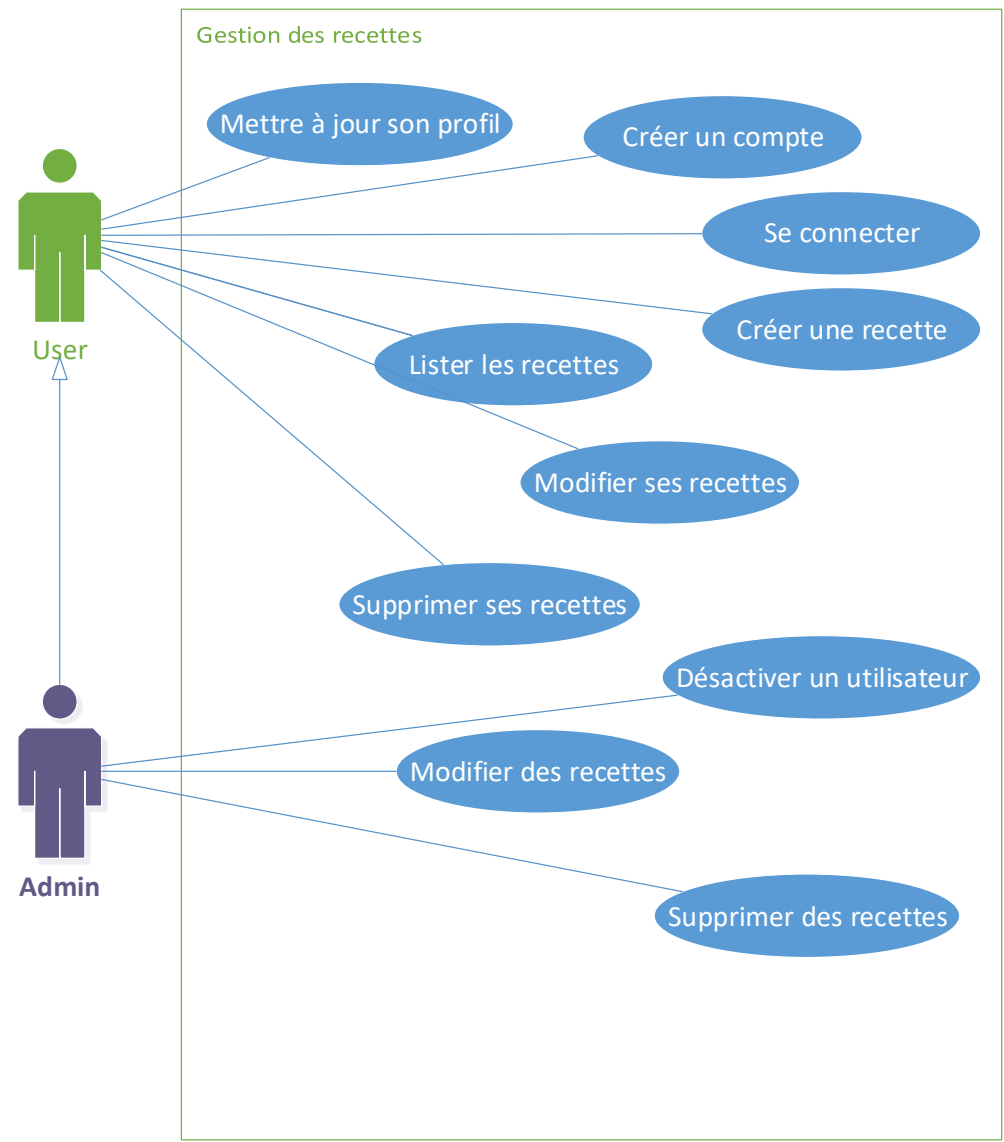 Gestion des recettes
Mettre à jour son profil
Créer un compte
Se connecter
Créer une recette
User
Lister les recettes
Modifier ses recettes
Supprimer ses recettes
Désactiver un utilisateur
Modifier des recettes
Admin
Supprimer des recettes